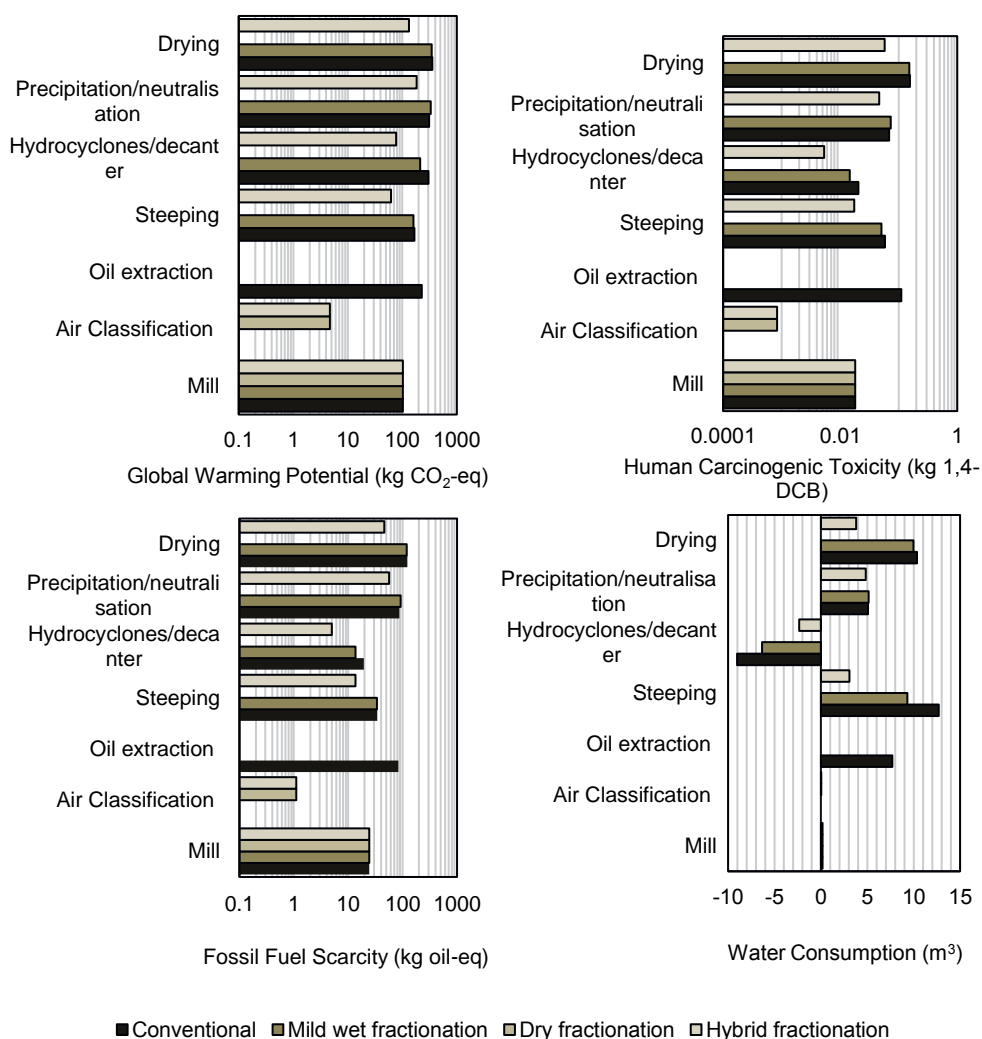 Drying
Precipitation/neutralis
ation
Hydrocyclones/decant
er
Steeping
Oil extraction
Air Classification
Mill
0.1 1 10 100 1000
Global Warming Potential (kg CO₂-eq)
Drying
Precipitation/neutrali
sation
Hydrocyclones/deca
nter
Steeping
Oil extraction
Air Classification
Mill
0.0001 0.01 1
Human Carcinogenic Toxicity (kg 1,4-
DCB)
Drying
Precipitation/neutrali
sation
Hydrocyclones/deca
nter
Steeping
Oil extraction
Air Classification
Mill
0.1 1 10 100 1000
Fossil Fuel Scarcity (kg oil-eq)
Drying
Precipitation/neutralisa
tion
Hydrocyclones/decant
er
Steeping
Oil extraction
Air Classification
Mill
-10 -5 0 5 10 15
Water Consumption (m³)
Conventional Mild wet fractionation Dry fractionation Hybrid fractionation